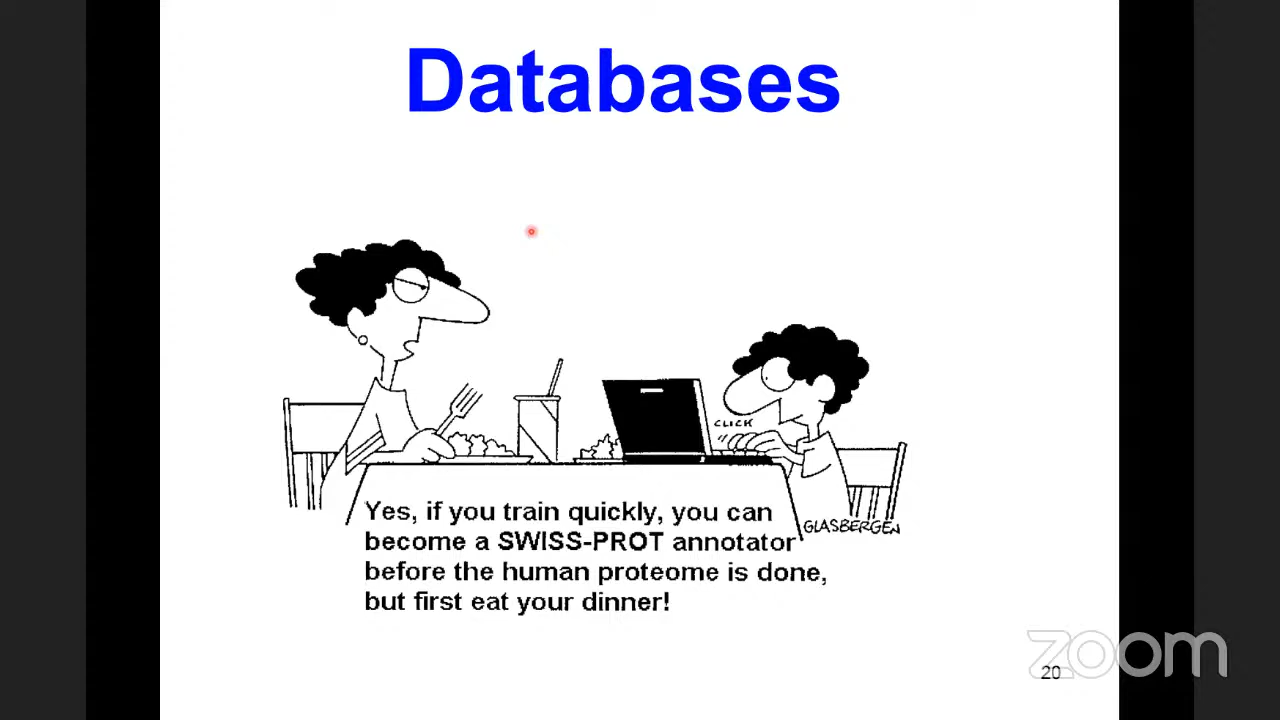 Databases
CLICK
GLASBERGEN
Yes, if you train quickly, you can
become a SWISS-PROT annotator
before the human proteome is done,
but first eat your dinner!
zoom
20